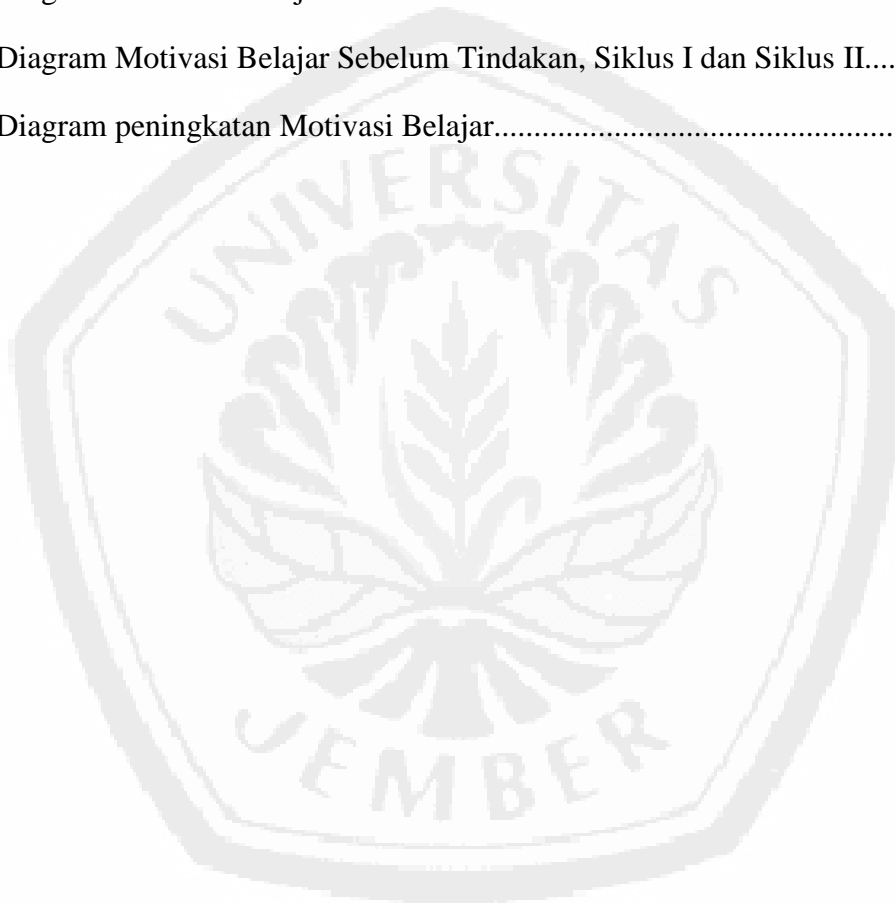 Diagram Motivasi Belajar Sebelum Tindakan, Siklus I dan Siklus II....
Diagram peningkatan Motivasi Belajar..................................................
UNIVERSITAS
JEMBER